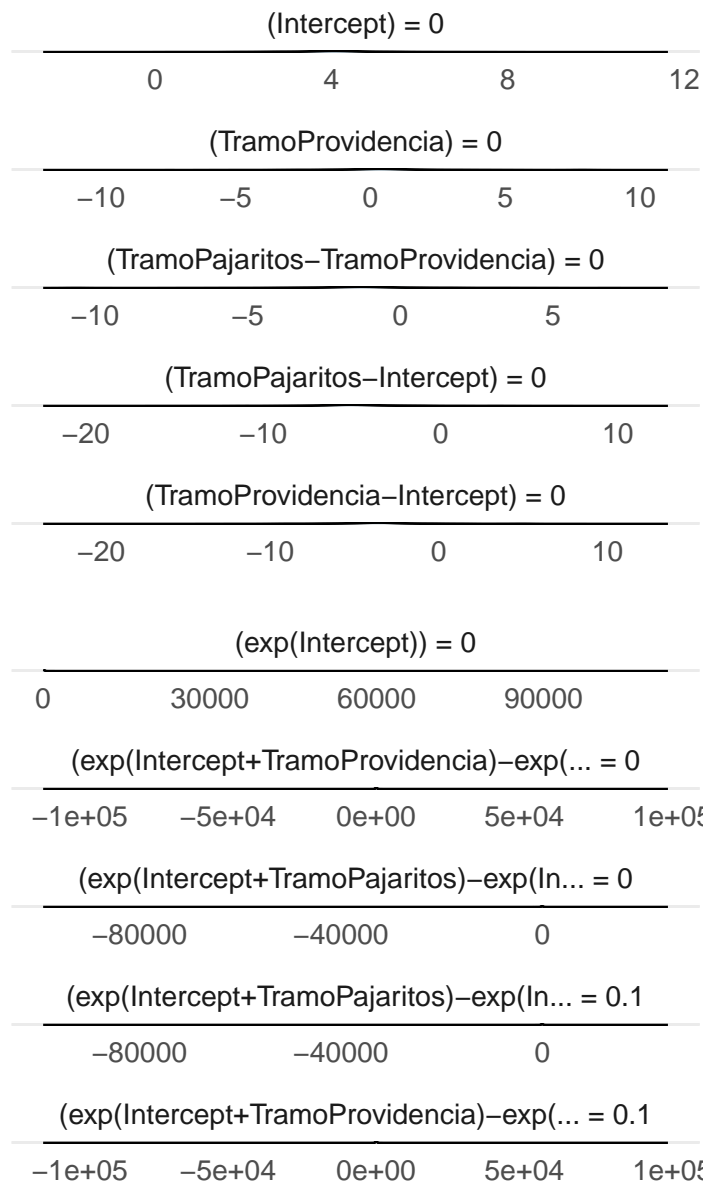 (Intercept) = 0
0 4 8 12
(TramoProvidencia) = 0
−10 −5 0 5 10
(TramoPajaritos−TramoProvidencia) = 0
−10 −5 0 5
(TramoPajaritos−Intercept) = 0
−20 −10 0 10
(TramoProvidencia−Intercept) = 0
−20 −10 0 10
(exp(Intercept)) = 0
0 30000 60000 90000
(exp(Intercept+TramoProvidencia)−exp(... = 0
−1e+05 −5e+04 0e+00 5e+04 1e+05
(exp(Intercept+TramoPajaritos)−exp(In... = 0
−80000 −40000 0
(exp(Intercept+TramoPajaritos)−exp(In... = 0.1
−80000 −40000 0
(exp(Intercept+TramoProvidencia)−exp(... = 0.1
−1e+05 −5e+04 0e+00 5e+04 1e+05